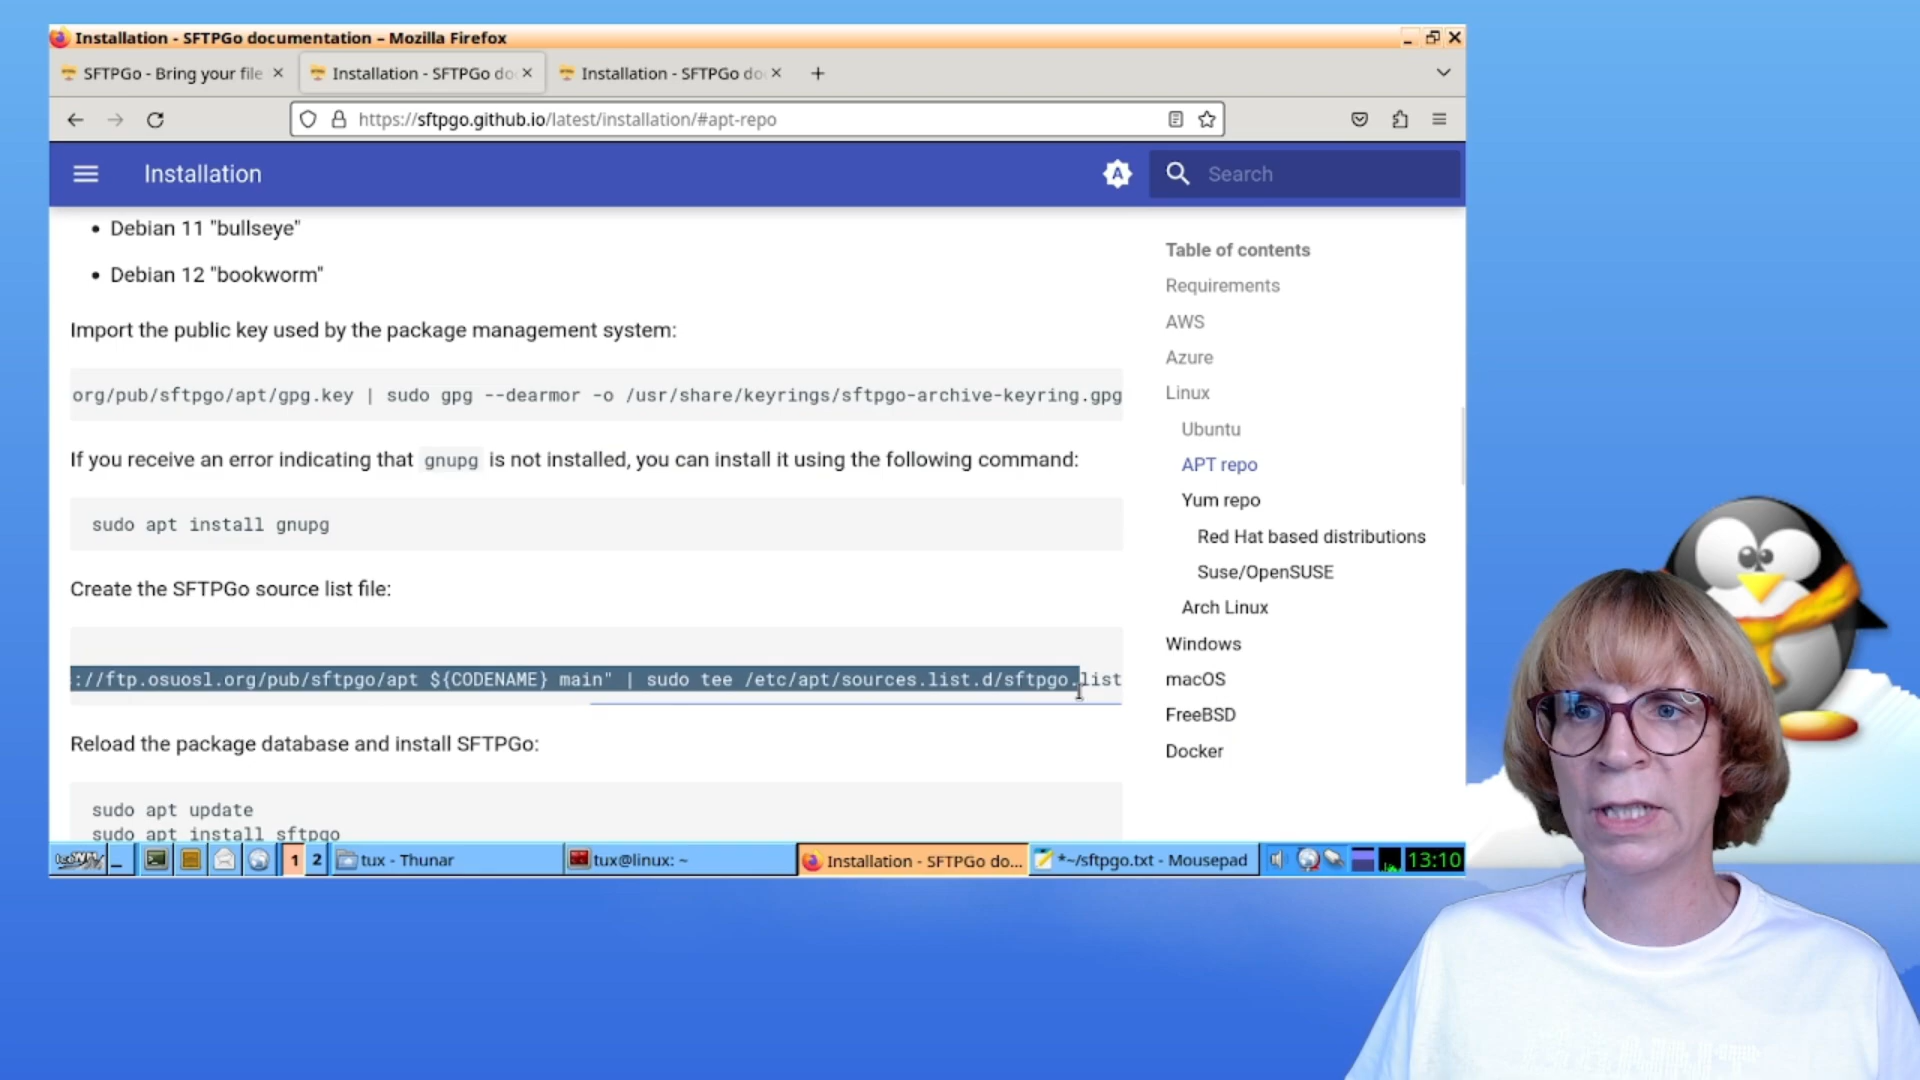 Installation - SFTPGo documentation – Mozilla Firefox
SFTPGo - Bring your file
Installation - SFTPGo do
Installation - SFTPGo do
https://sftpgo.github.io/latest/installation/#apt-repo
Installation
A
Search
Debian 11 "bullseye"
Debian 12 "bookworm"
Import the public key used by the package management system:
org/pub/sftpgo/apt/gpg.key | sudo gpg --dearmor -o /usr/share/keyrings/sftpgo-archive-keyring.gpg
If you receive an error indicating that gnupg is not installed, you can install it using the following command:
sudo apt install gnupg
Create the SFTPGo source list file:
://ftp.osuosl.org/pub/sftpgo/apt ${CODENAME} main" | sudo tee /etc/apt/sources.list.d/sftpgo.list
Reload the package database and install SFTPGo:
sudo apt update
sudo apt install sftpgo
Table of contents
Requirements
AWS
Azure
Linux
Ubuntu
APT repo
Yum repo
Red Hat based distributions
Suse/OpenSUSE
Arch Linux
Windows
macOS
FreeBSD
Docker
1 2 tux - Thunar
tux@linux: ~
Installation - SFTPGo do...
*~/sftpgo.txt - Mousepad
13:10